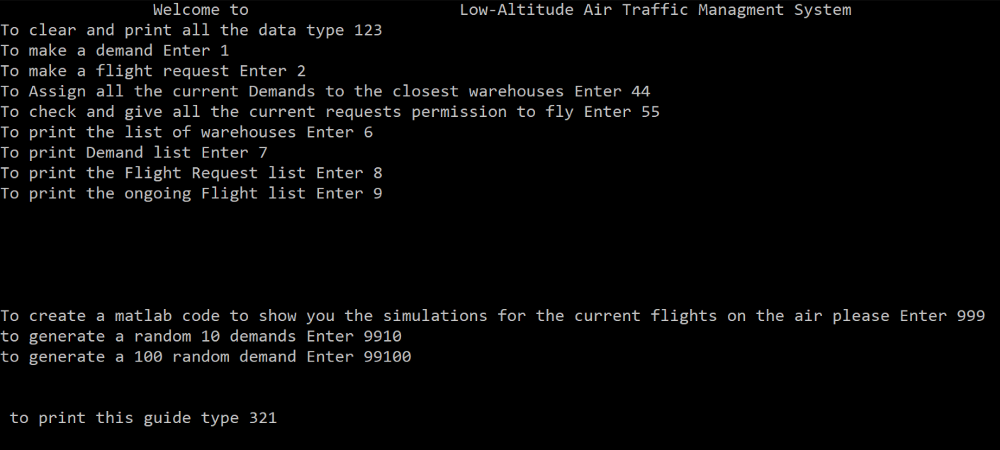 Welcome to Low-Altitude Air Traffic Managment System
To clear and print all the data type 123
To make a demand Enter 1
To make a flight request Enter 2
To Assign all the current Demands to the closest warehouses Enter 44
To check and give all the current requests permission to fly Enter 55
To print the list of warehouses Enter 6
To print Demand list Enter 7
To print the Flight Request list Enter 8
To print the ongoing Flight list Enter 9
To create a matlab code to show you the simulations for the current flights on the air please Enter 999
to generate a random 10 demands Enter 9910
to generate a 100 random demand Enter 99100
to print this guide type 321